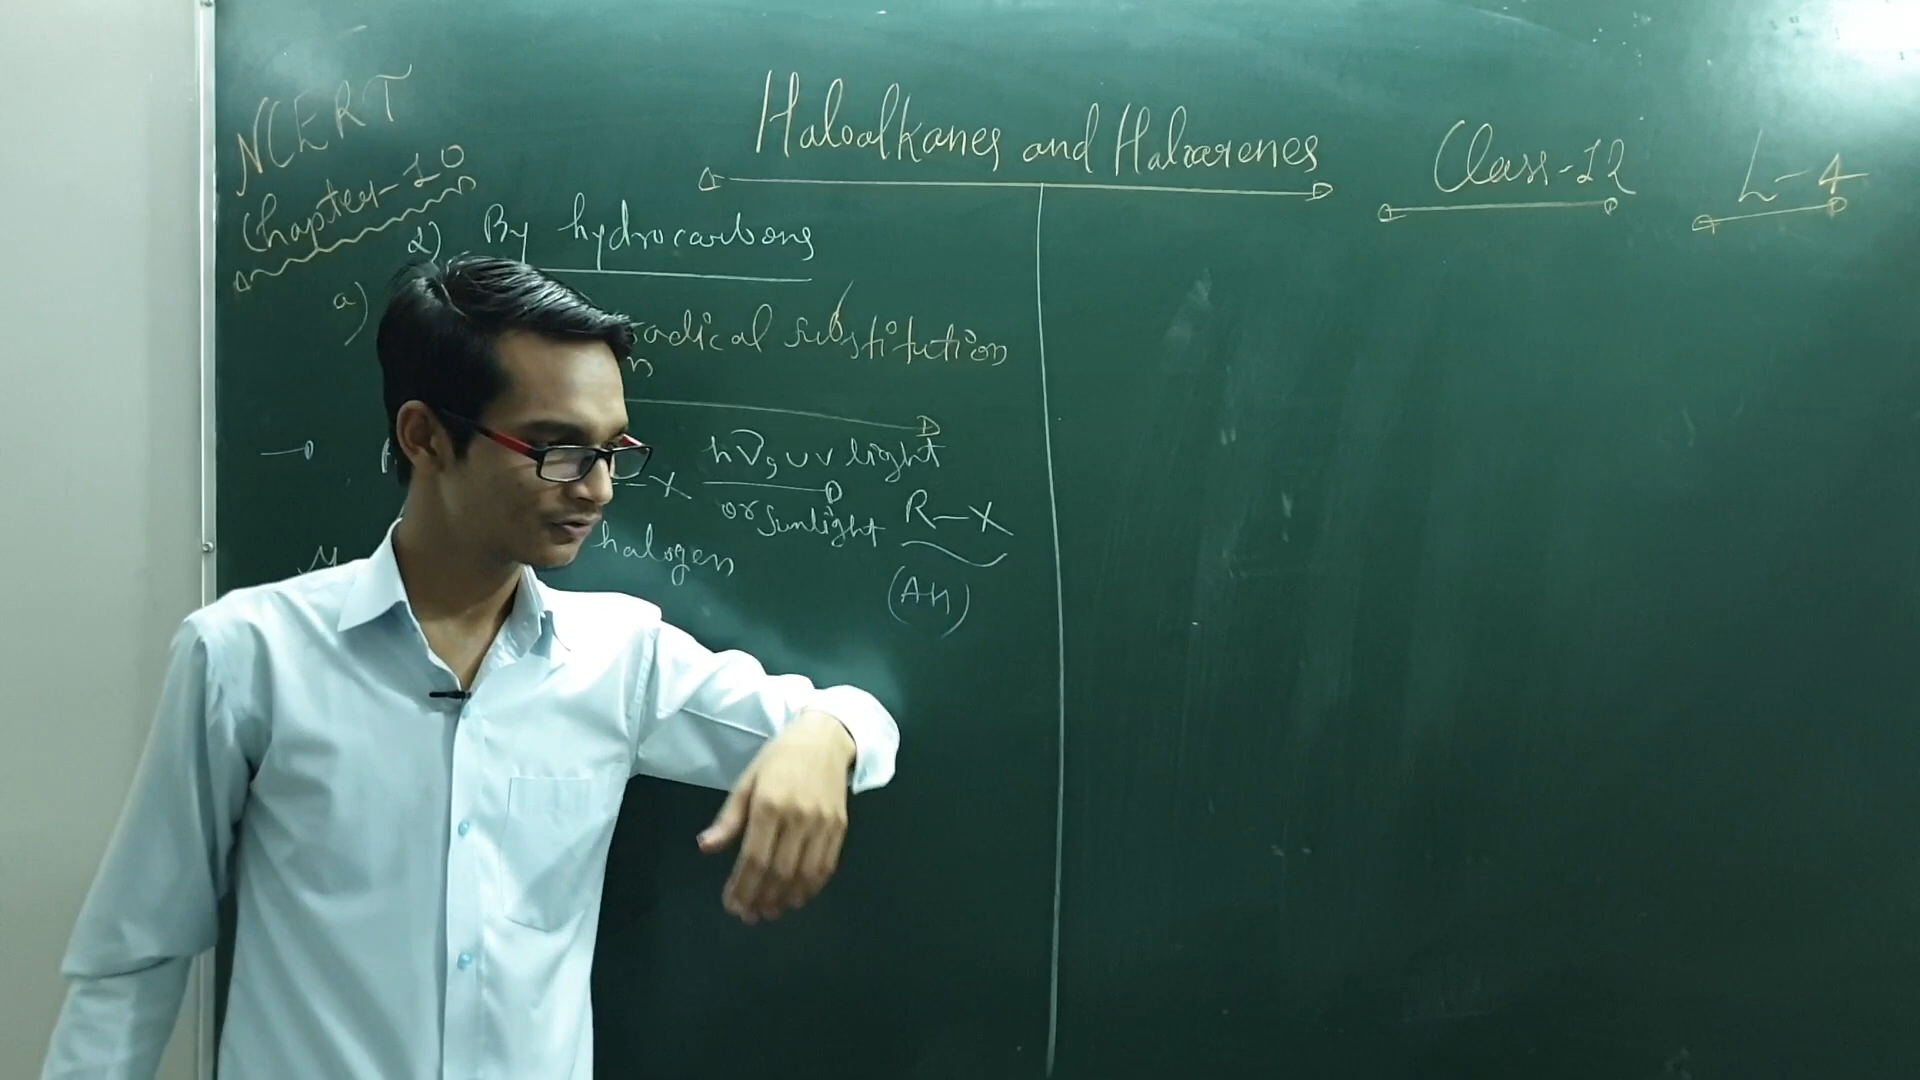 NCERT
Chapter-10
Haloalkanes and Haloarenes
Class-12
L-4
2) By hydrocarbons
a) radical substitution
n
X hν, UV light
or Sunlight R-X
halogen
(AH)